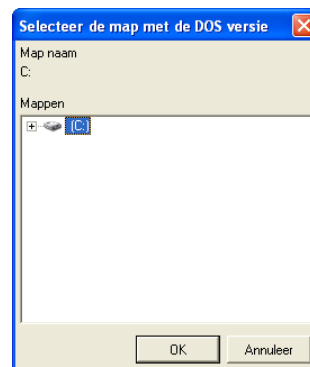 Selecteer de map met de DOS versie
Map naam
C:
Mappen
(C:)
OK
Annuleer